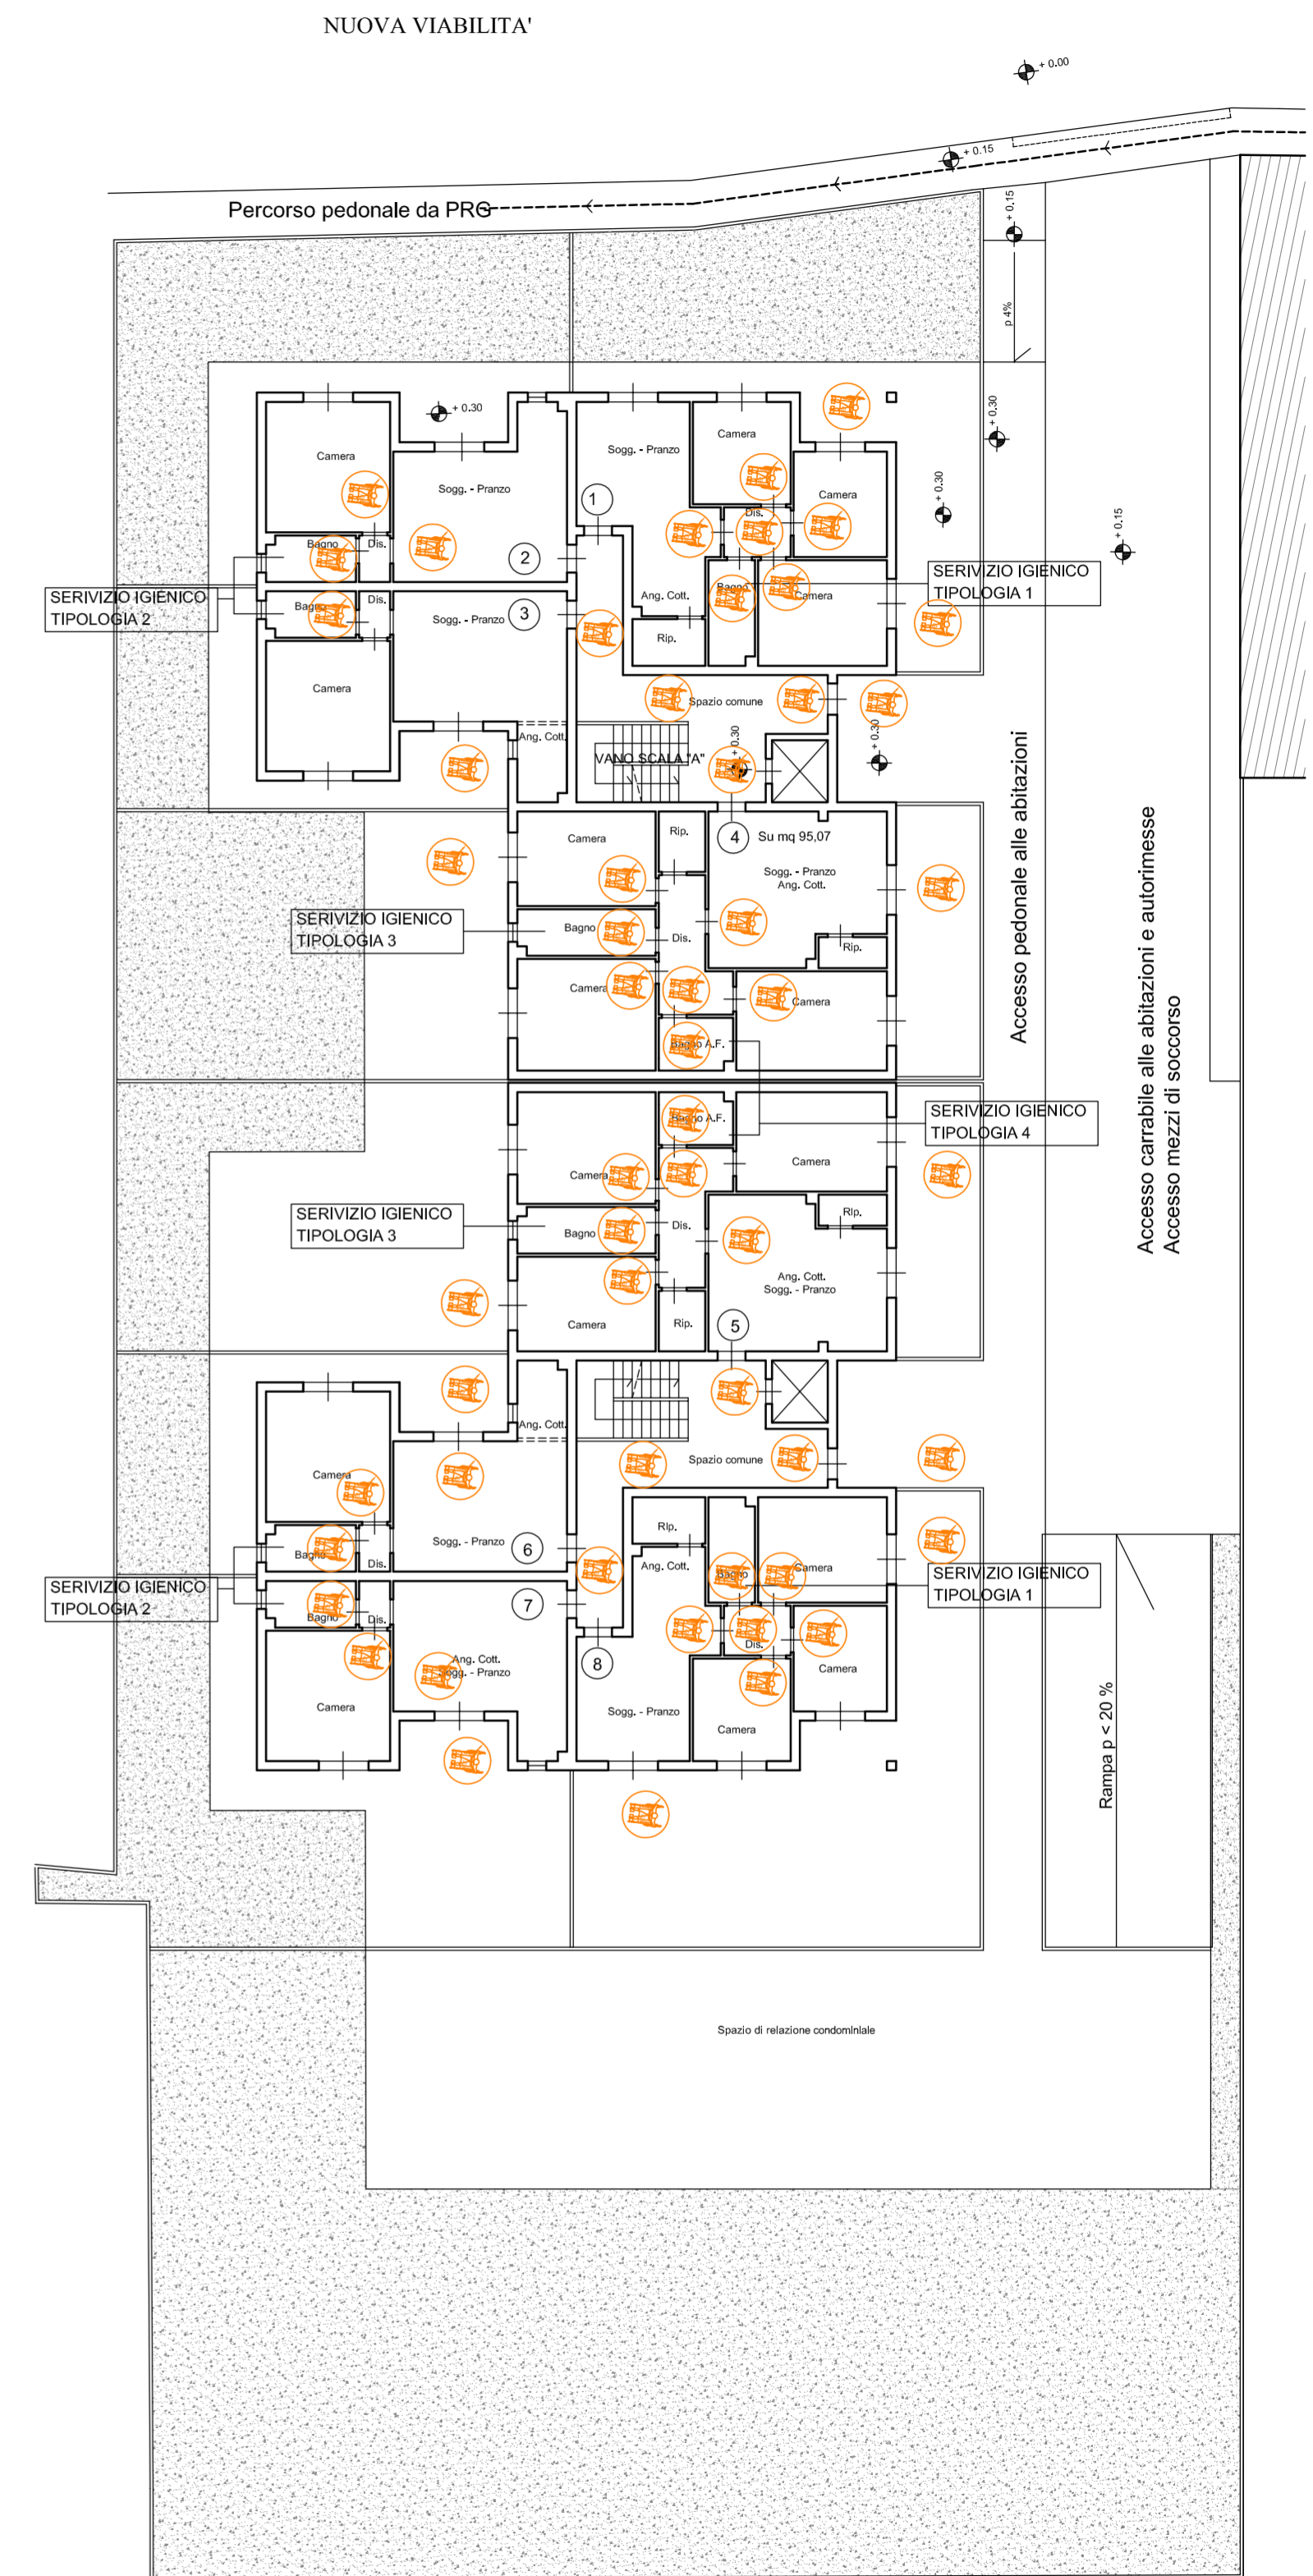 NUOVA VIABILITA'
+ 0.00
+ 0.15
Percorso pedonale da PRG
+ 0.15
p 4%
+ 0.30
+ 0.30
+ 0.30
+ 0.15
Camera
Sogg. - Pranzo
Sogg. - Pranzo
Camera
Camera
1
2
Bagno
Dis.
Dis.
Bagno
Camera
Ang. Cott.
Rip.
SERIVIZIO IGIENICO
TIPOLOGIA 1
SERIVIZIO IGIENICO
TIPOLOGIA 2
Bagno
Dis.
Sogg. - Pranzo
3
Camera
Ang. Cott.
Spazio comune
VANO SCALA "A"
+ 0.30
+ 0.30
Accesso pedonale alle abitazioni
Accesso carrabile alle abitazioni e autorimesse
Accesso mezzi di soccorso
Camera
Rip.
4
Su mq 95,07
Sogg. - Pranzo
Ang. Cott.
SERIVIZIO IGIENICO
TIPOLOGIA 3
Bagno
Dis.
Rip.
Camera
Camera
Bagno A.F.
Bagno A.F.
SERIVIZIO IGIENICO
TIPOLOGIA 4
Camera
Camera
SERIVIZIO IGIENICO
TIPOLOGIA 3
Bagno
Dis.
Rip.
Ang. Cott.
Sogg. - Pranzo
Camera
Rip.
5
Ang. Cott.
Spazio comune
Camera
Sogg. - Pranzo
6
Bagno
Dis.
Rip.
Ang. Cott.
Bagno
Camera
SERIVIZIO IGIENICO
TIPOLOGIA 2
SERIVIZIO IGIENICO
TIPOLOGIA 1
Bagno
Dis.
7
Ang. Cott.
Sogg. - Pranzo
8
Dis.
Camera
Camera
Sogg. - Pranzo
Camera
Rampa p < 20 %
Spazio di relazione condominiale